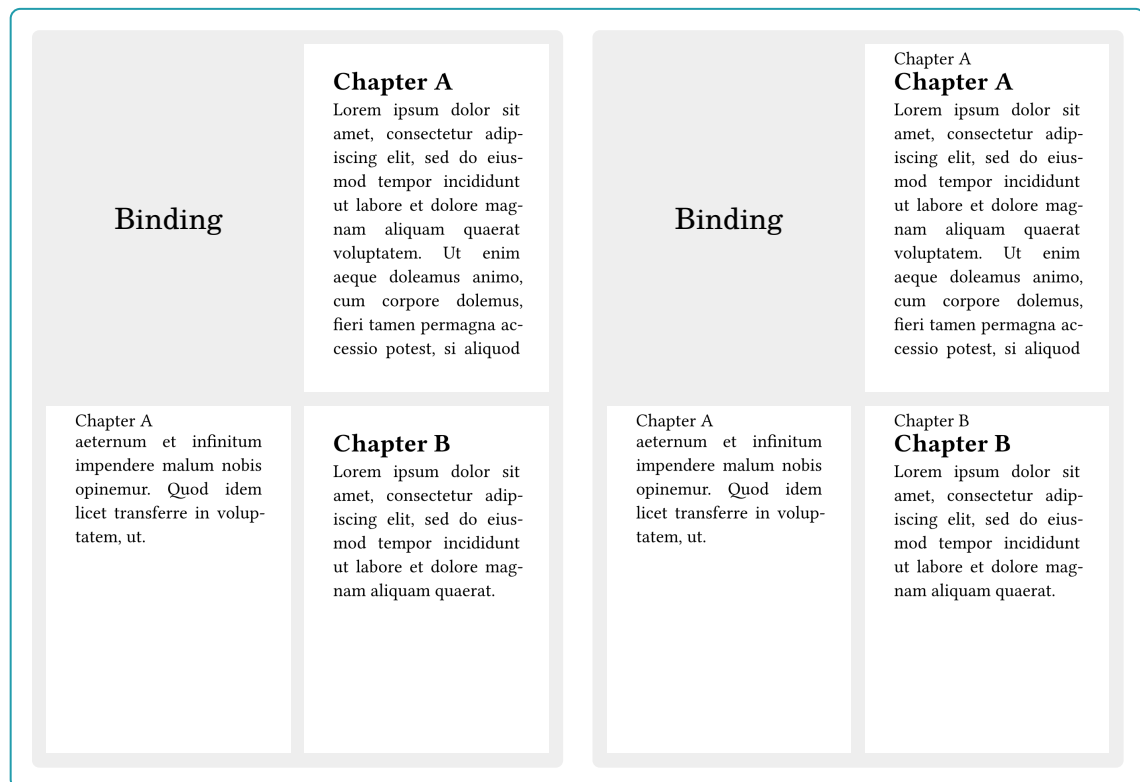 Binding
Chapter A
Lorem ipsum dolor sit
amet, consectetur adip-
iscing elit, sed do eius-
mod tempor incididunt
ut labore et dolore mag-
nam aliquam quaerat
voluptatem. Ut enim
aeque doleamus animo,
cum corpore dolemus,
fieri tamen permagna ac-
cessio potest, si aliquod
Chapter A
aeternum et infinitum
impendere malum nobis
opinemur. Quod idem
licet transferre in volup-
tatem, ut.
Chapter B
Lorem ipsum dolor sit
amet, consectetur adip-
iscing elit, sed do eius-
mod tempor incididunt
ut labore et dolore mag-
nam aliquam quaerat.
Binding
Chapter A
Chapter A
Lorem ipsum dolor sit
amet, consectetur adip-
iscing elit, sed do eius-
mod tempor incididunt
ut labore et dolore mag-
nam aliquam quaerat
voluptatem. Ut enim
aeque doleamus animo,
cum corpore dolemus,
fieri tamen permagna ac-
cessio potest, si aliquod
Chapter A
aeternum et infinitum
impendere malum nobis
opinemur. Quod idem
licet transferre in volup-
tatem, ut.
Chapter B
Chapter B
Lorem ipsum dolor sit
amet, consectetur adip-
iscing elit, sed do eius-
mod tempor incididunt
ut labore et dolore mag-
nam aliquam quaerat.